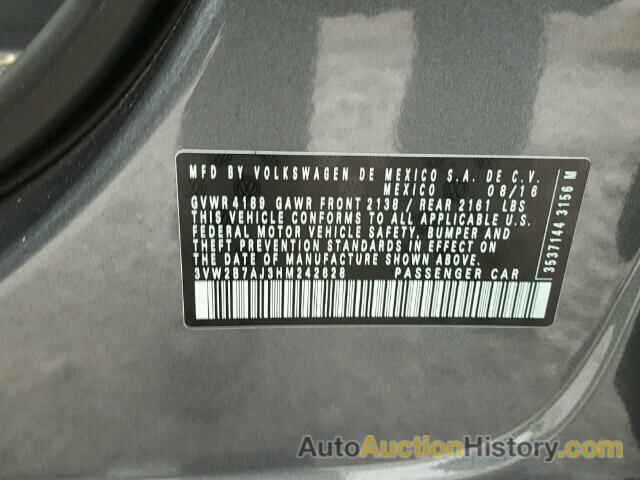 MFD BY VOLKSWAGEN DE MEXICO S.A. DE C.V.
MEXICO 08/16
GVWR 4189 GAWR FRONT 2138 / REAR 2161 LBS
THIS VEHICLE CONFORMS TO ALL APPLICABLE U.S.
FEDERAL MOTOR VEHICLE SAFETY, BUMPER,
AND THEFT PREVENTION STANDARDS IN EFFECT ON
THE DATE OF MANUFACTURE SHOWN ABOVE.
3VW2B7AJ3HM242628 PASSENGER CAR
3537144 3156 M
AutoAuctionHistory.com